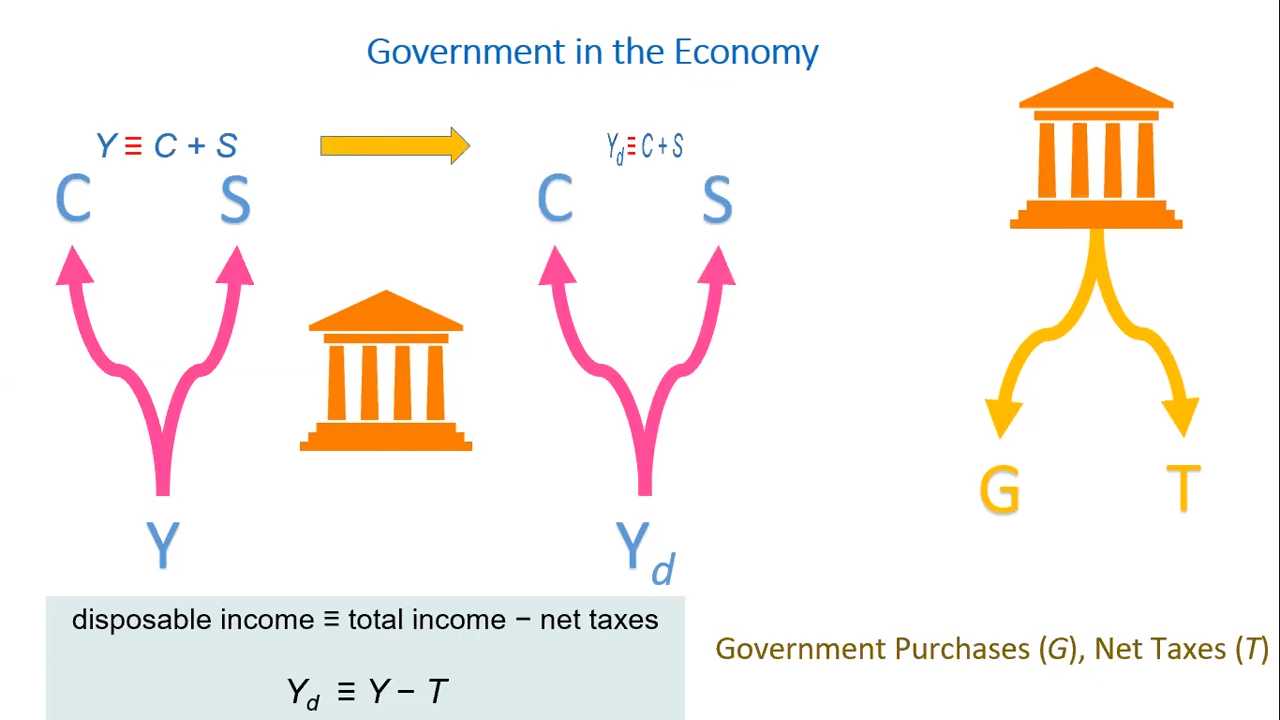 Government in the Economy
Y ≡ C + S
Yd ≡ C + S
C S
C S
Y
Yd
G T
disposable income ≡ total income − net taxes
Yd ≡ Y − T
Government Purchases (G), Net Taxes (T)